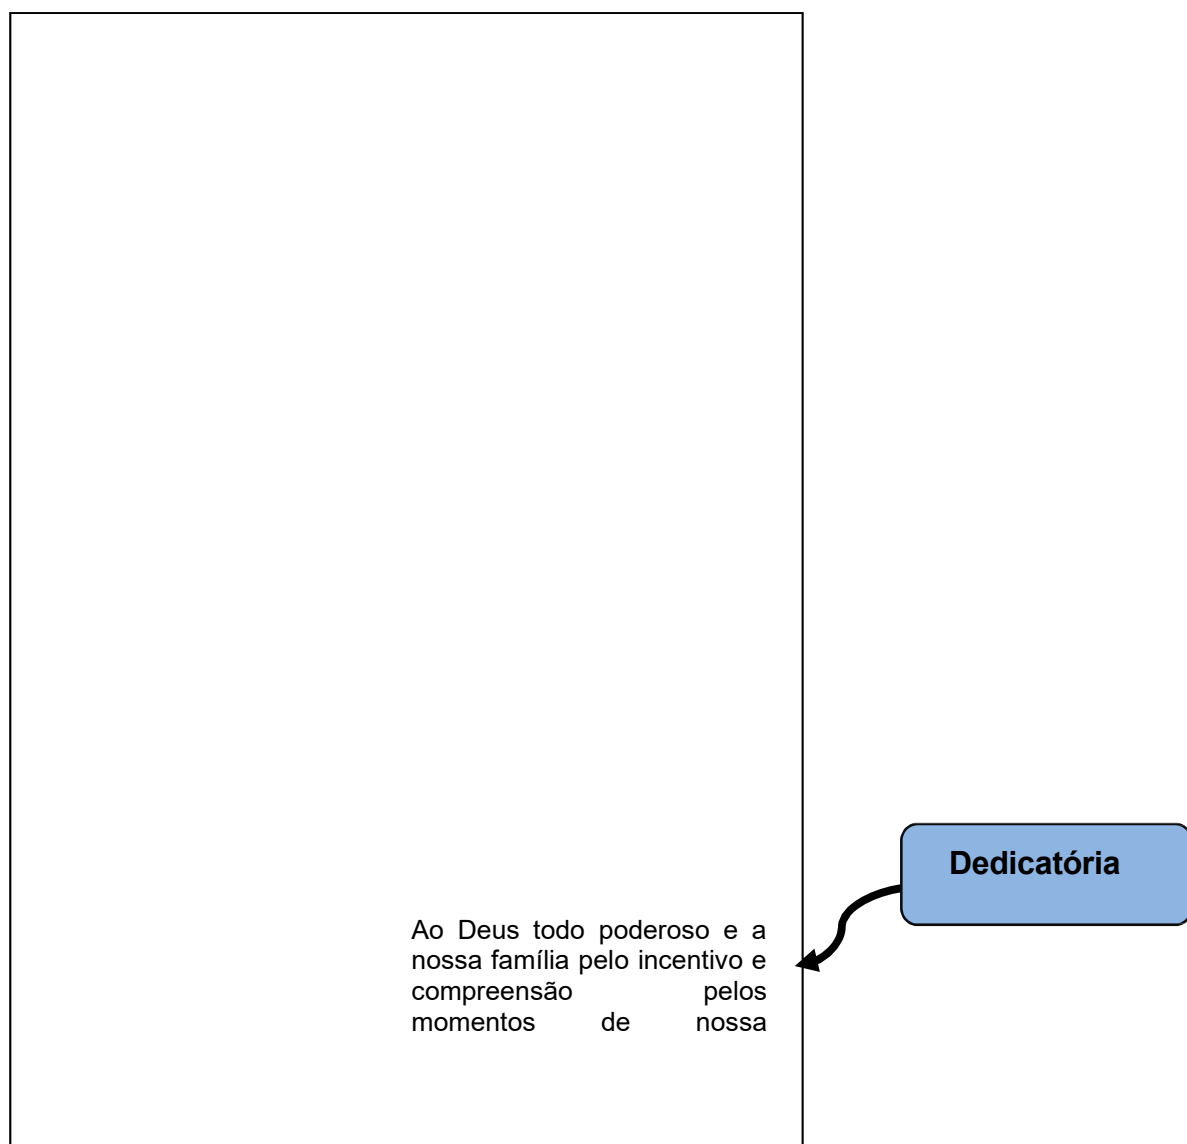 Dedicatória
Ao Deus todo poderoso e a
nossa família pelo incentivo e
compreensão pelos
momentos de nossa